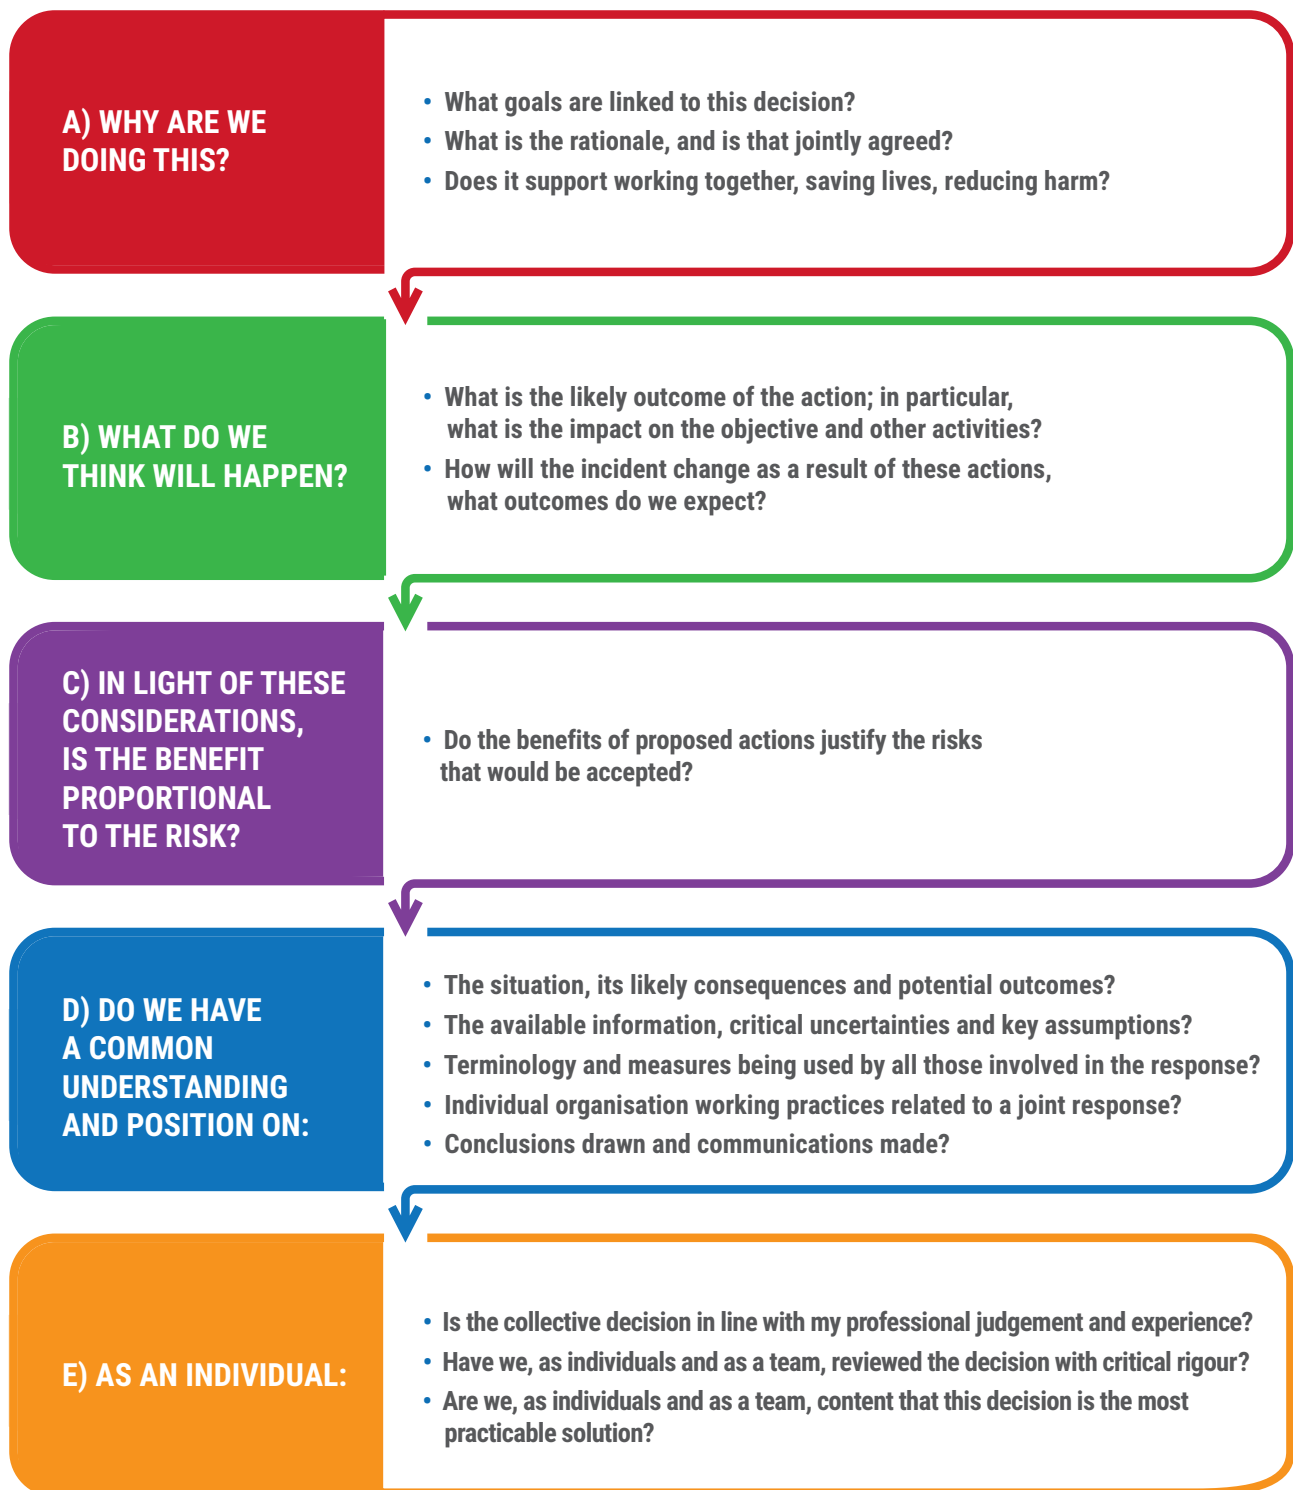 A) WHY ARE WE
DOING THIS?
• What goals are linked to this decision?
• What is the rationale, and is that jointly agreed?
• Does it support working together, saving lives, reducing harm?
B) WHAT DO WE
THINK WILL HAPPEN?
• What is the likely outcome of the action; in particular,
what is the impact on the objective and other activities?
• How will the incident change as a result of these actions,
what outcomes do we expect?
C) IN LIGHT OF THESE
CONSIDERATIONS,
IS THE BENEFIT
PROPORTIONAL
TO THE RISK?
• Do the benefits of proposed actions justify the risks
that would be accepted?
D) DO WE HAVE
A COMMON
UNDERSTANDING
AND POSITION ON:
• The situation, its likely consequences and potential outcomes?
• The available information, critical uncertainties and key assumptions?
• Terminology and measures being used by all those involved in the response?
• Individual organisation working practices related to a joint response?
• Conclusions drawn and communications made?
E) AS AN INDIVIDUAL:
• Is the collective decision in line with my professional judgement and experience?
• Have we, as individuals and as a team, reviewed the decision with critical rigour?
• Are we, as individuals and as a team, content that this decision is the most
practicable solution?